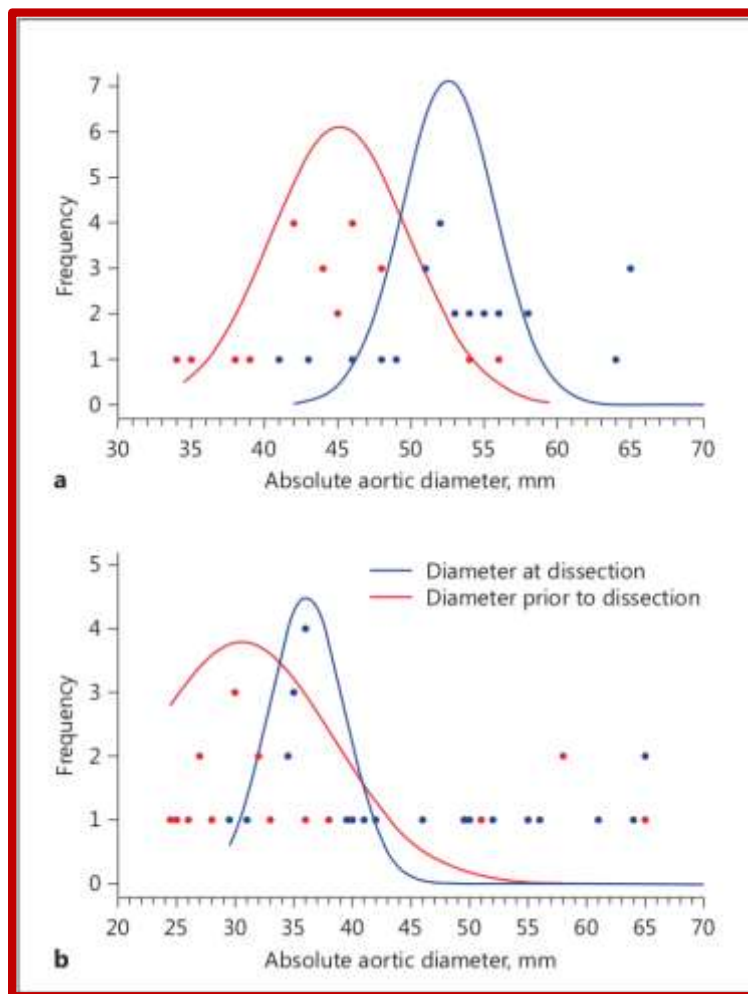 7
6
5
4
3
2
1
0
Frequency
30 35 40 45 50 55 60 65 70
a
Absolute aortic diameter, mm
5
4
3
2
1
0
Frequency
Diameter at dissection
Diameter prior to dissection
20 25 30 35 40 45 50 55 60 65 70
b
Absolute aortic diameter, mm